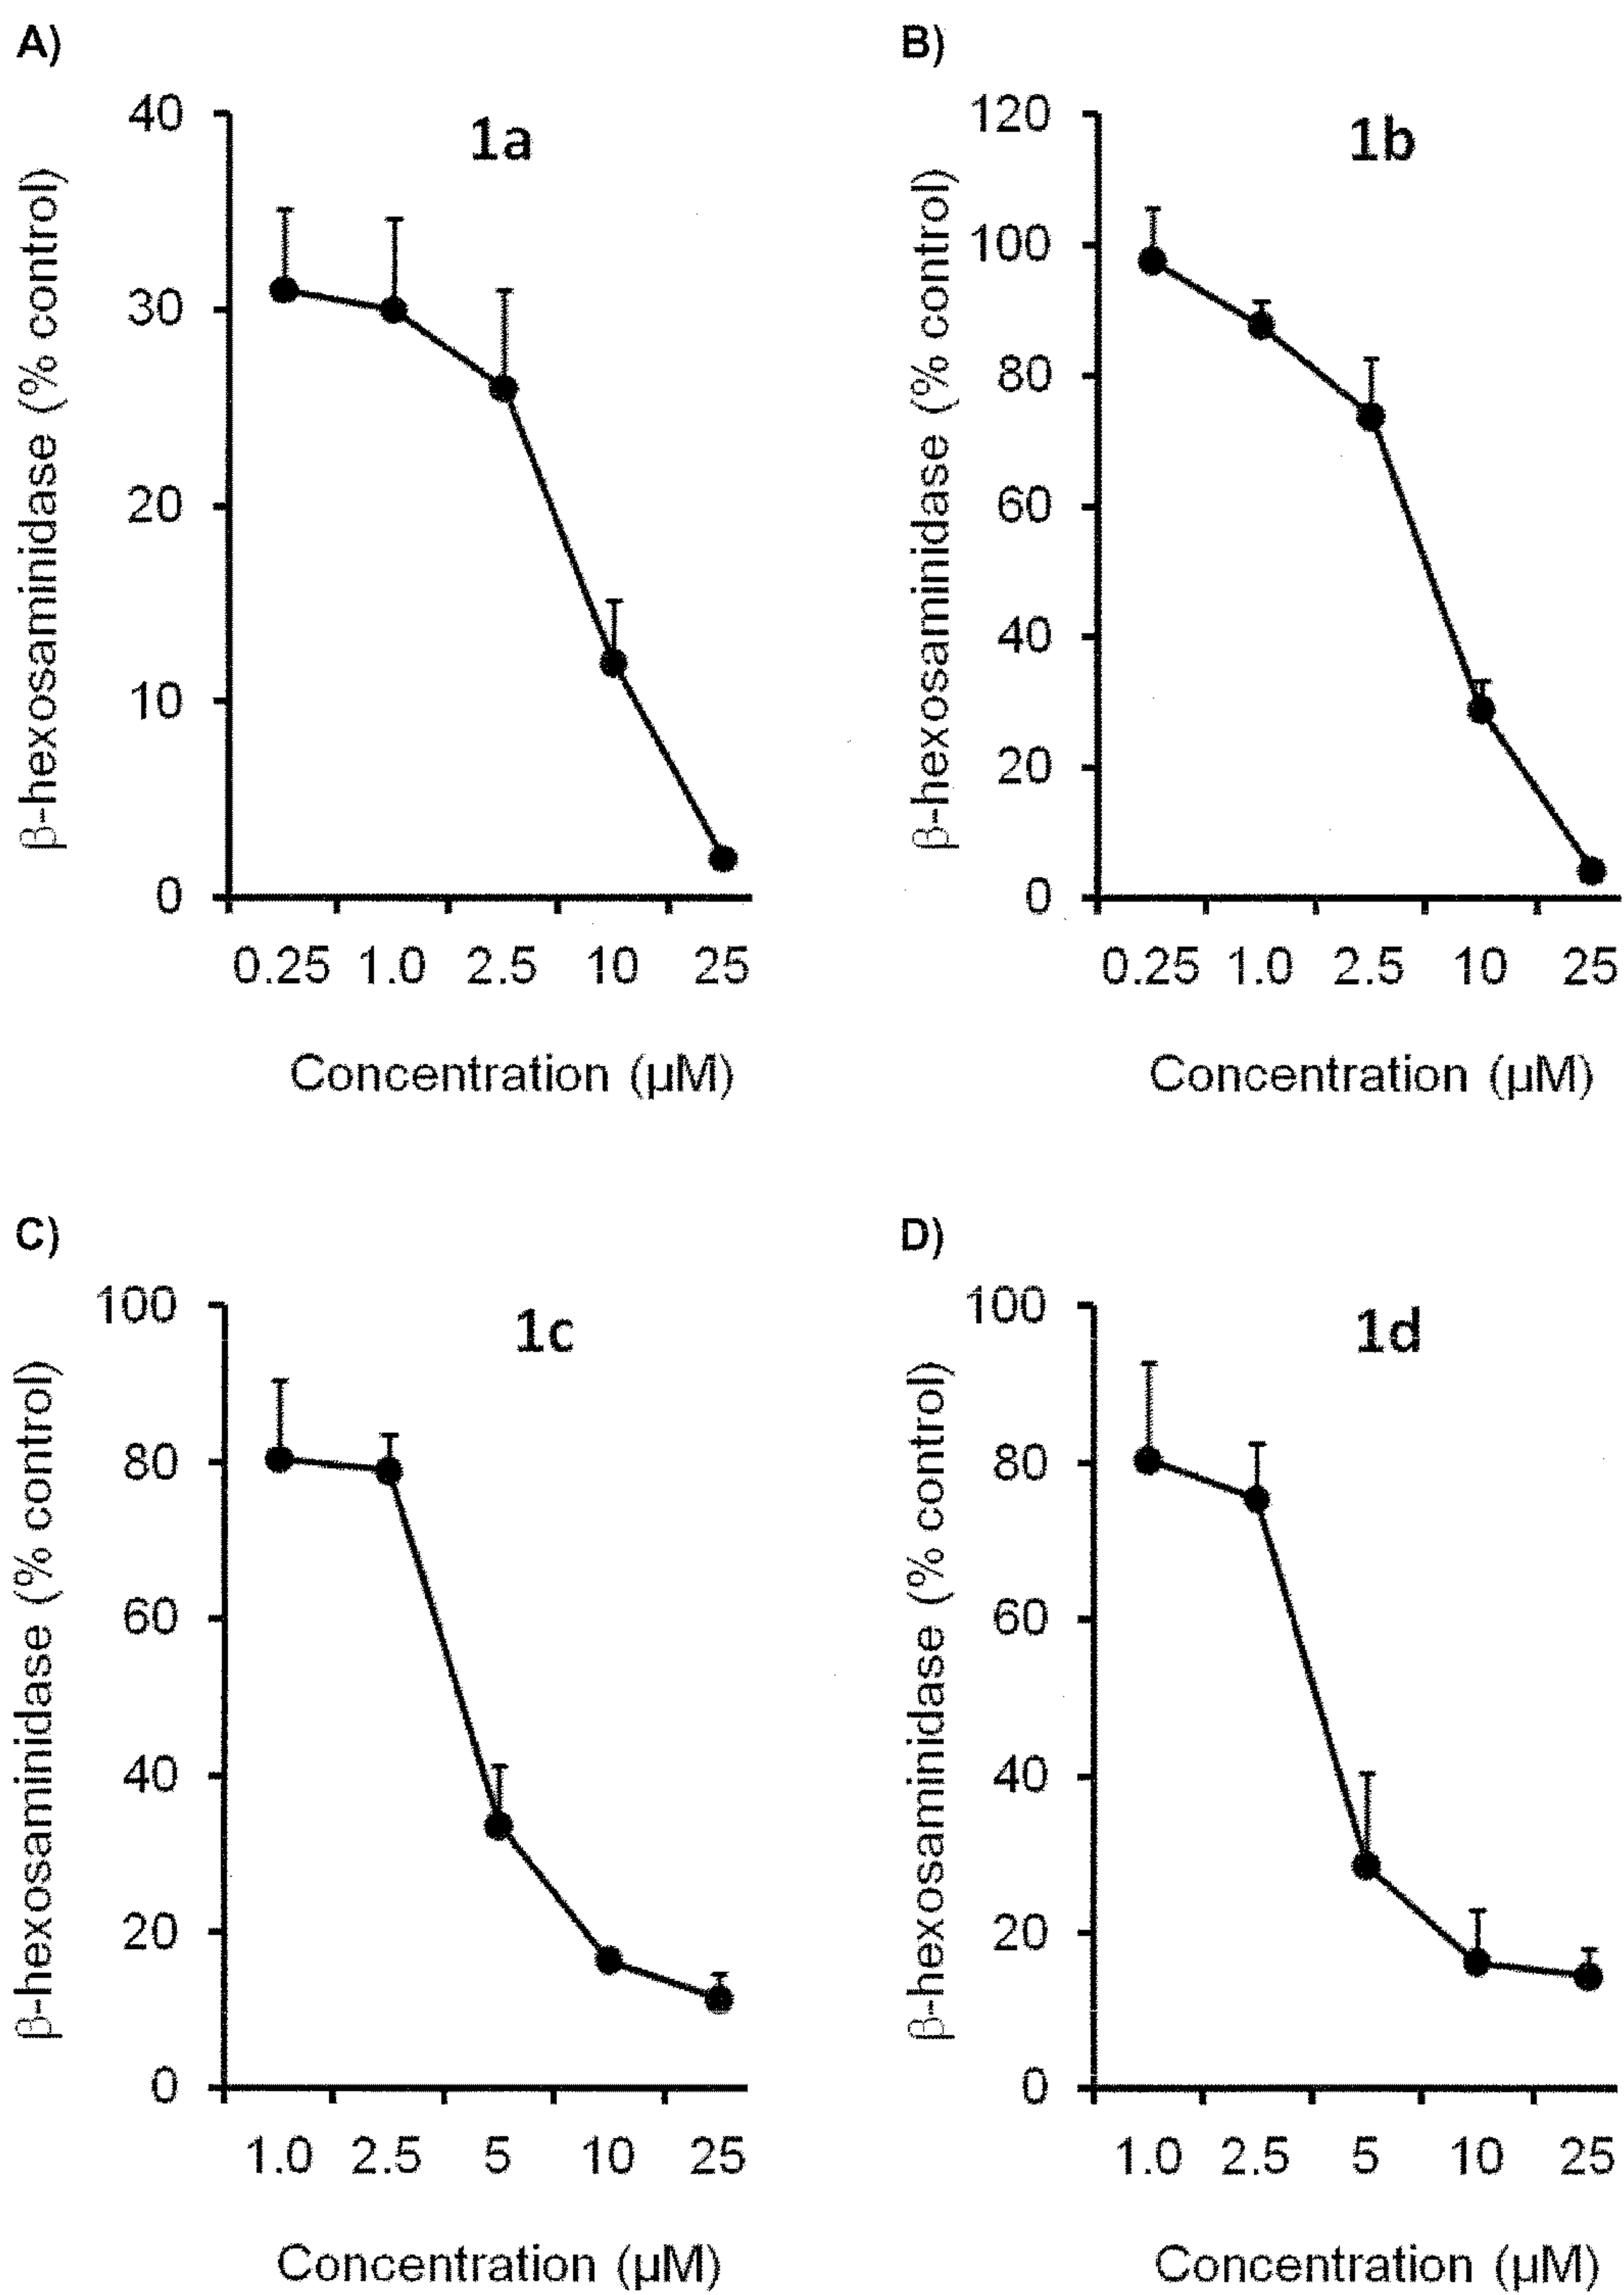 A)
1a
β-hexosaminidase (% control)
40
30
20
10
0
0.25 1.0 2.5 10 25
Concentration (µM)
B)
1b
β-hexosaminidase (% control)
120
100
80
60
40
20
0
0.25 1.0 2.5 10 25
Concentration (µM)
C)
1c
β-hexosaminidase (% control)
100
80
60
40
20
0
1.0 2.5 5 10 25
Concentration (µM)
D)
1d
β-hexosaminidase (% control)
100
80
60
40
20
0
1.0 2.5 5 10 25
Concentration (µM)